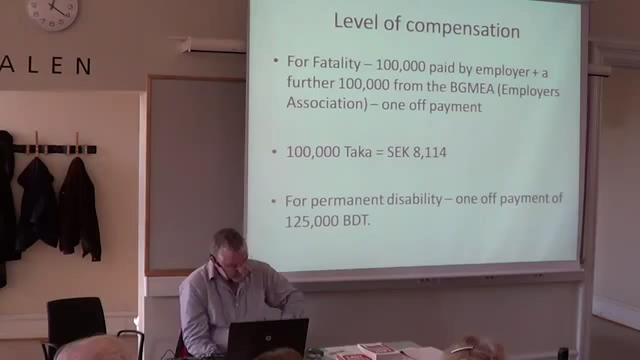 ALEN
Level of compensation
• For Fatality – 100,000 paid by employer + a
further 100,000 from the BGMEA (Employers
Association) – one off payment
• 100,000 Taka = SEK 8,114
• For permanent disability – one off payment of
125,000 BDT.